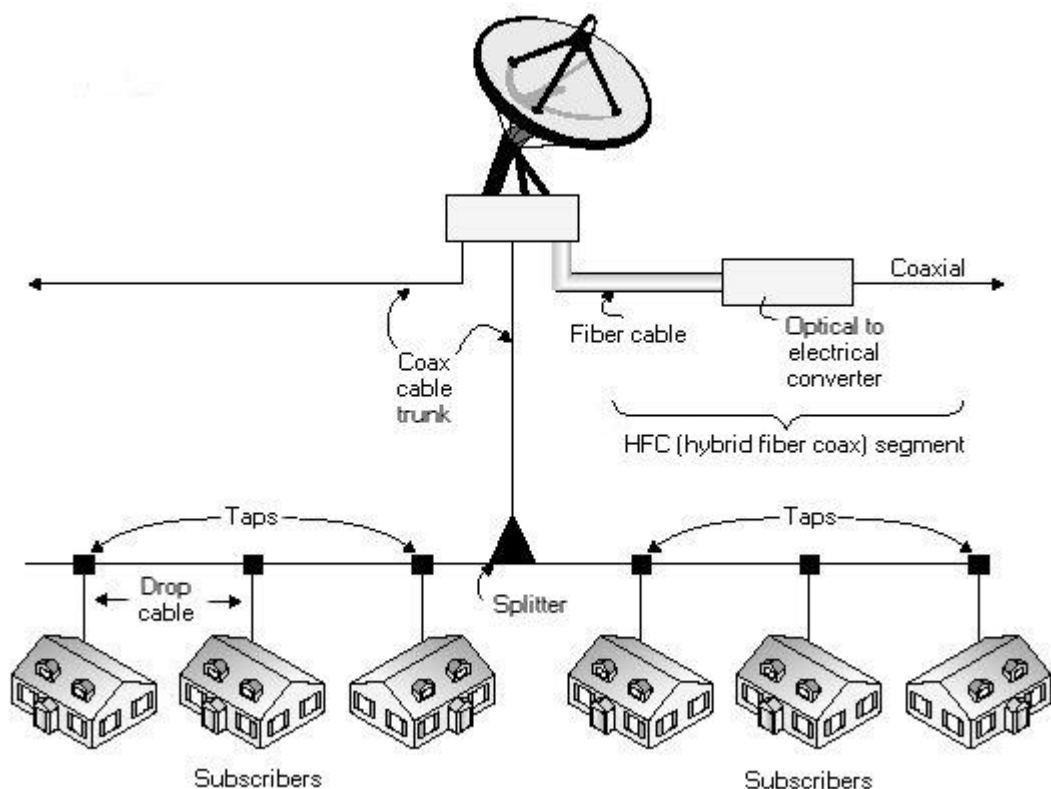 Coaxial
Fiber cable
Optical to
electrical
converter
Coax
cable
trunk
HFC (hybrid fiber coax) segment
Taps
Taps
Drop
cable
Splitter
Subscribers
Subscribers